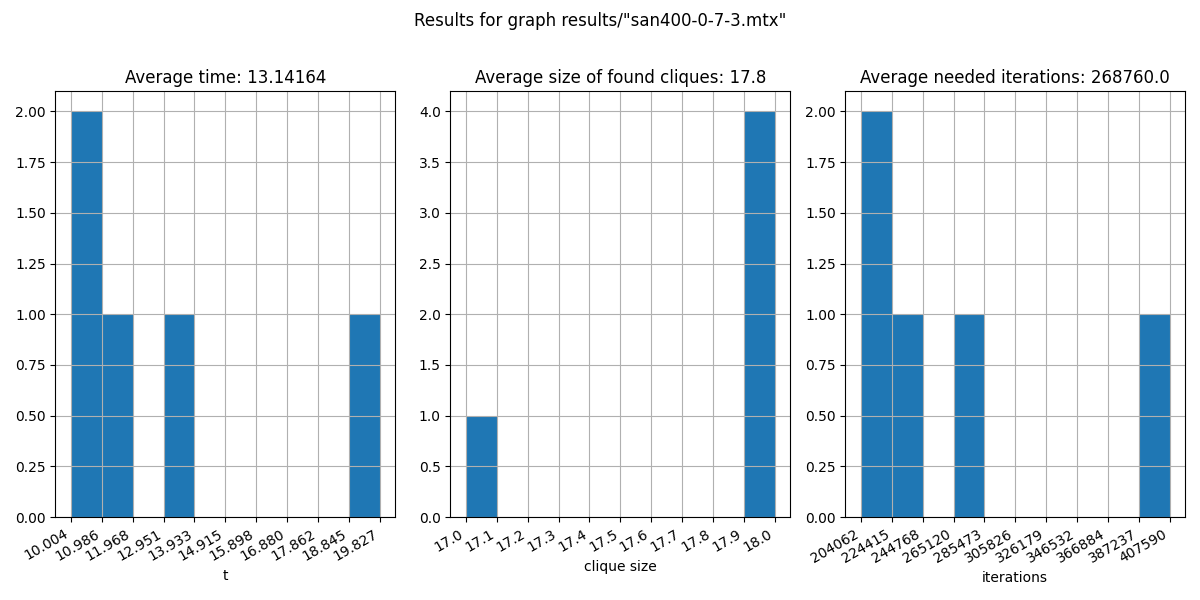 Results for graph results/"san400-0-7-3.mtx"
Average time: 13.14164
2.00
1.75
1.50
1.25
1.00
0.75
0.50
0.25
0.00
10.004 10.986 11.968 12.951 13.933 14.915 15.898 16.880 17.862 18.845 19.827
t
Average size of found cliques: 17.8
4.0
3.5
3.0
2.5
2.0
1.5
1.0
0.5
0.0
17.0 17.1 17.2 17.3 17.4 17.5 17.6 17.7 17.8 17.9 18.0
clique size
Average needed iterations: 268760.0
2.00
1.75
1.50
1.25
1.00
0.75
0.50
0.25
0.00
204062 224415 244768 265120 285473 305826 326179 346532 366884 387237 407590
iterations